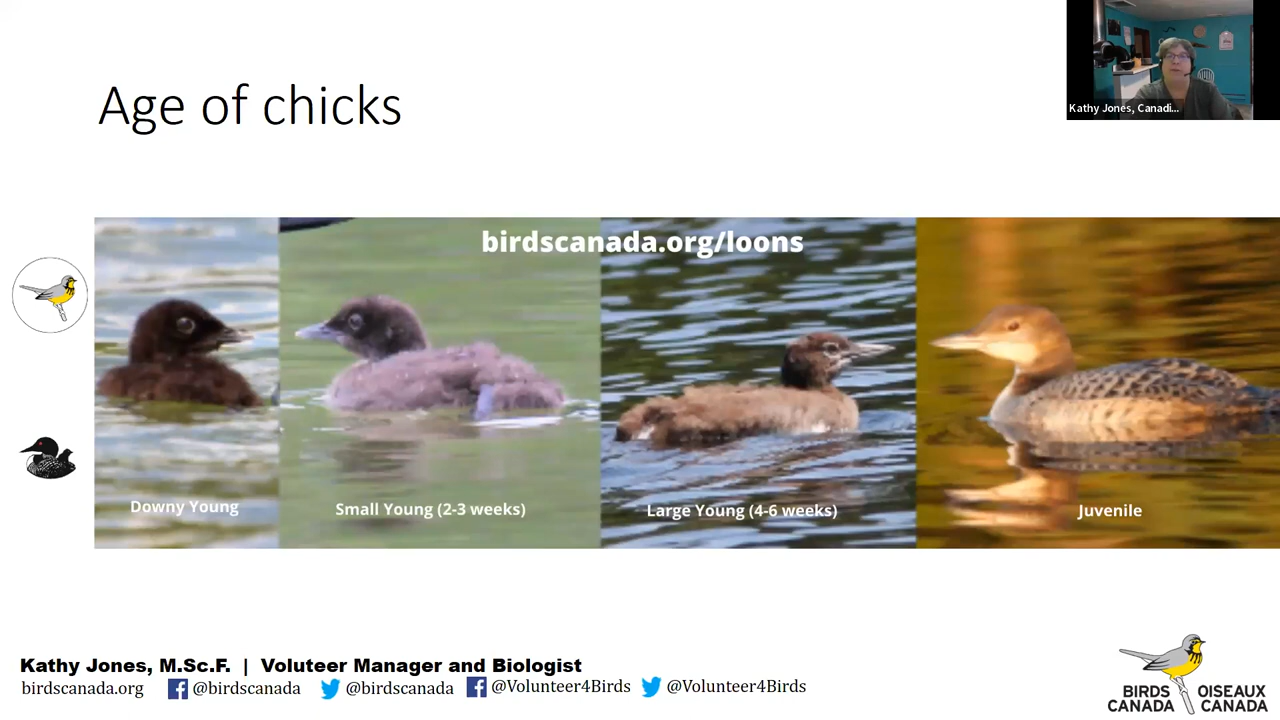 Age of chicks
Kathy Jones, Canadi...
birdscanada.org/loons
Downy Young
Small Young (2-3 weeks)
Large Young (4-6 weeks)
Juvenile
Kathy Jones, M.Sc.F. | Voluteer Manager and Biologist
birdscanada.org @birdscanada @birdscanada @Volunteer4Birds @Volunteer4Birds
BIRDS CANADA
OISEAUX CANADA